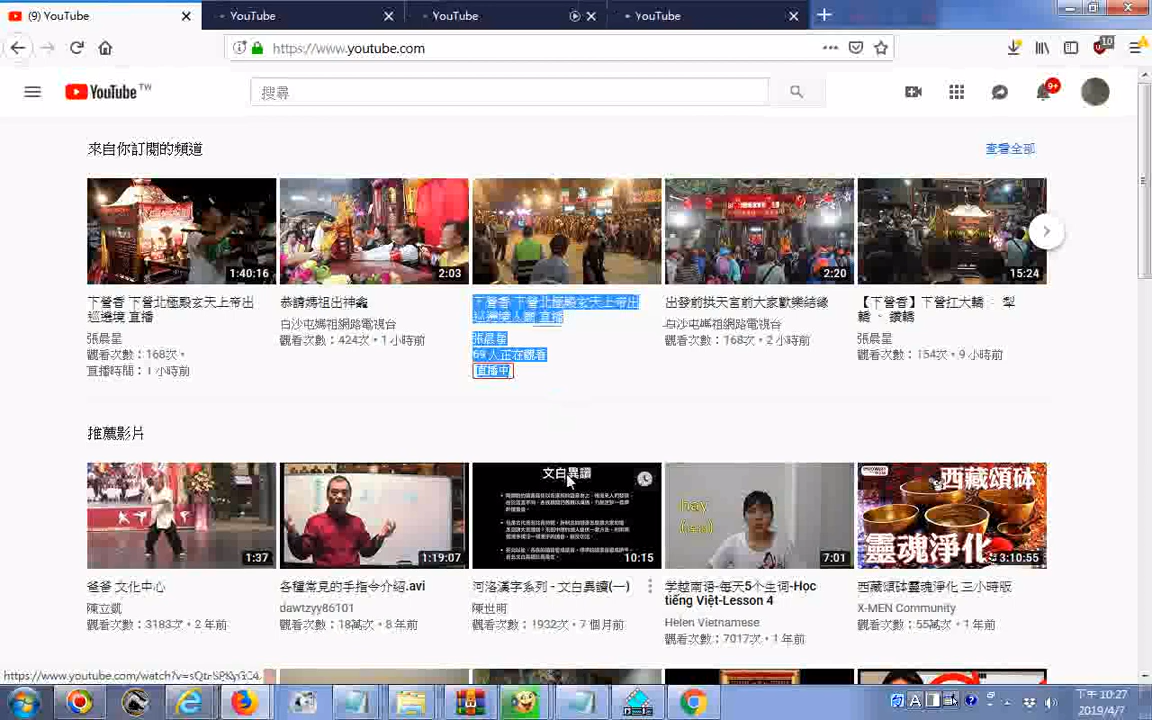 (9) YouTube
YouTube
YouTube
YouTube
https://www.youtube.com
10
YouTube TW
搜尋
9+
來自你訂閱的頻道
查看全部
1:40:16
2:03
2:20
15:24
下營香 下營北極殿玄天上帝出
巡遶境 直播
張晨星
觀看次數：168次 •
直播時間：1 小時前
恭請媽祖出神龕
白沙屯媽祖網路電視台
觀看次數：424次 • 1 小時前
下營香 下營北極殿玄天上帝出
巡遶境入廟 直播
張晨星
69 人正在觀看
直播中
出發前拱天宮前大家歡樂結緣
白沙屯媽祖網路電視台
觀看次數：768次 • 2 小時前
【下營香】下營扛大轎：犁
轎、鑽轎
張晨星
觀看次數：154次 • 9 小時前
推薦影片
1:37
1:19:07
文白異讀
10:15
hay
7:01
西藏頌缽
靈魂淨化
3:10:55
爸爸 文化中心
陳立凱
觀看次數：3183次 • 2 年前
各種常見的手指令介紹.avi
dawtzyy86101
觀看次數：18萬次 • 8 年前
河洛漢字系列 - 文白異讀(一)
陳世明
觀看次數：1932次 • 7 個月前
学越南语-每天5个生词-Học
tiếng Việt-Lesson 4
Helen Vietnamese
觀看次數：7017次 • 1 年前
西藏頌缽靈魂淨化 三小時版
X-MEN Community
觀看次數：55萬次 • 1 年前
下午 10:27
2019/4/7